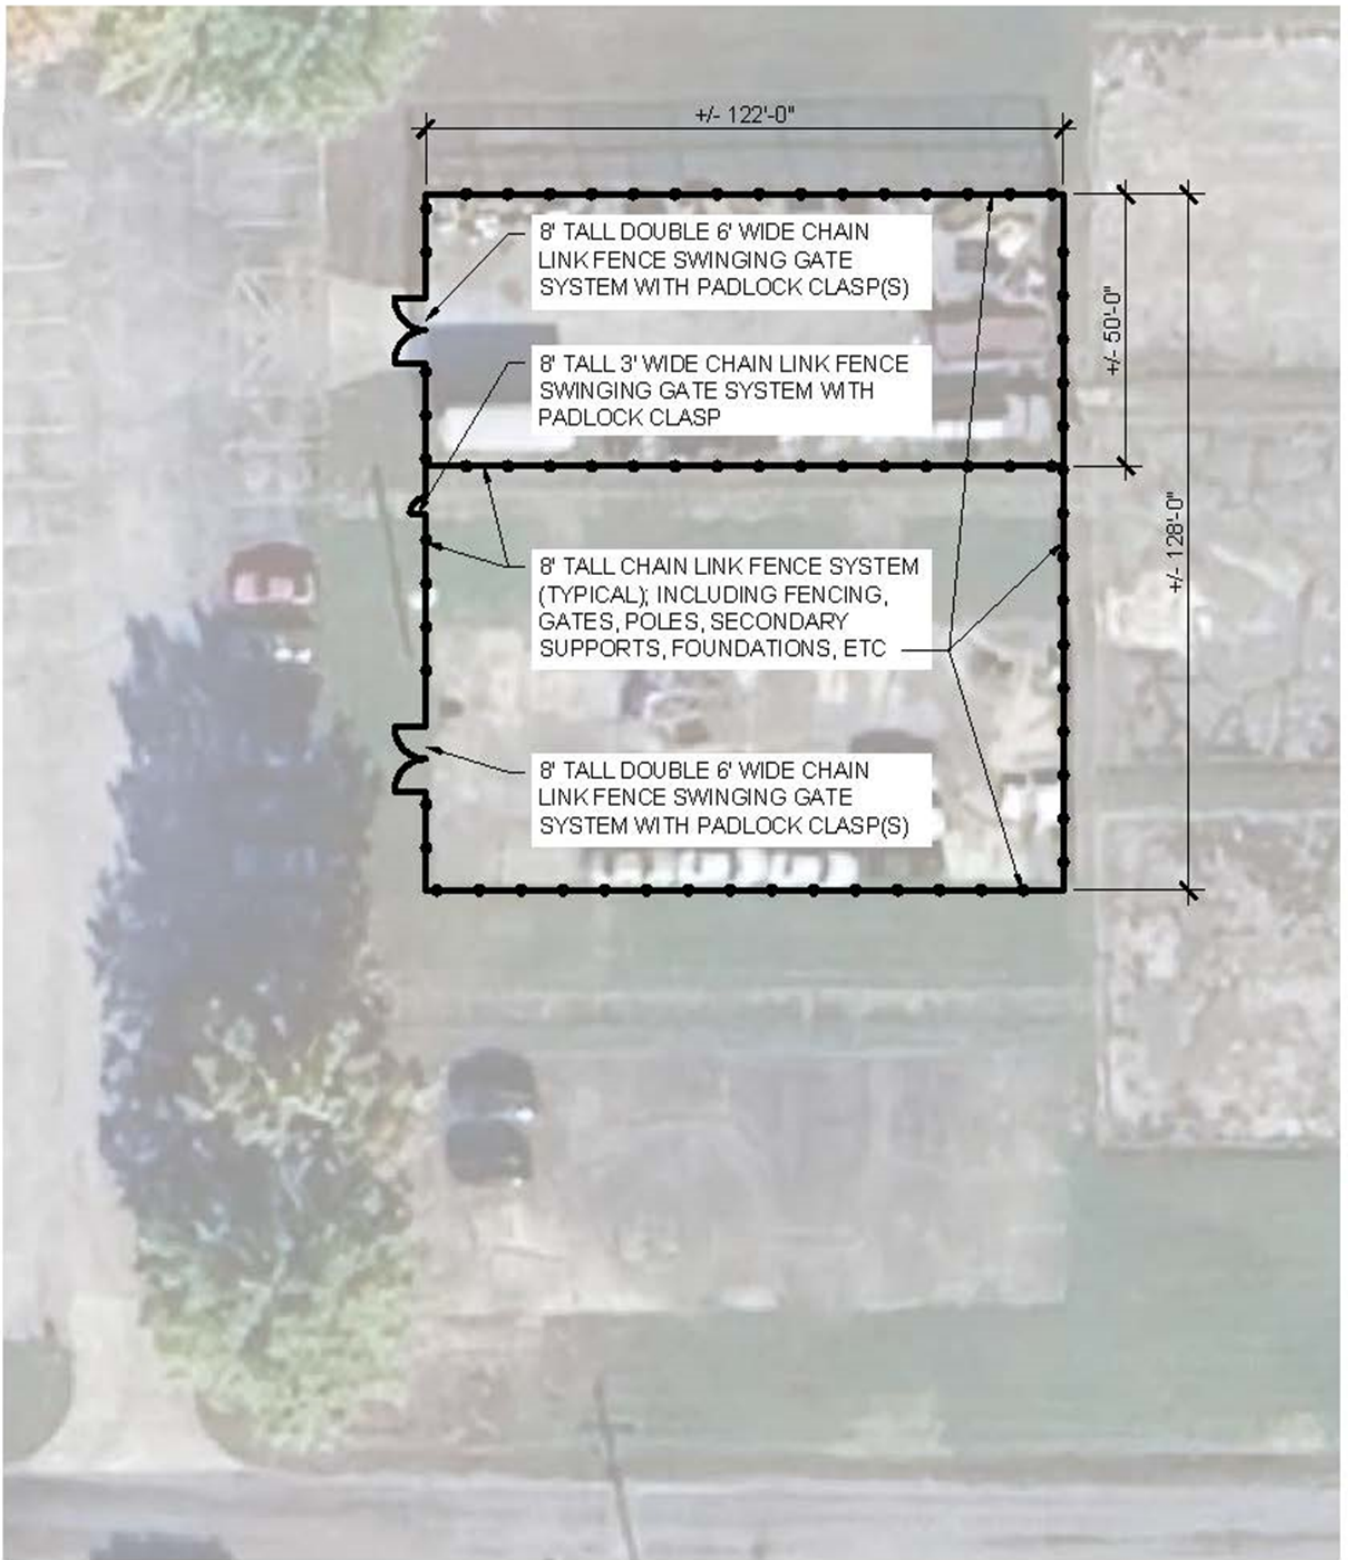 +/- 122'-0"
8' TALL DOUBLE 6' WIDE CHAIN
LINK FENCE SWINGING GATE
SYSTEM WITH PADLOCK CLASP(S)
+/- 50'-0"
8' TALL 3' WIDE CHAIN LINK FENCE
SWINGING GATE SYSTEM WITH
PADLOCK CLASP
+/- 128'-0"
8' TALL CHAIN LINK FENCE SYSTEM
(TYPICAL); INCLUDING FENCING,
GATES, POLES, SECONDARY
SUPPORTS, FOUNDATIONS, ETC
8' TALL DOUBLE 6' WIDE CHAIN
LINK FENCE SWINGING GATE
SYSTEM WITH PADLOCK CLASP(S)